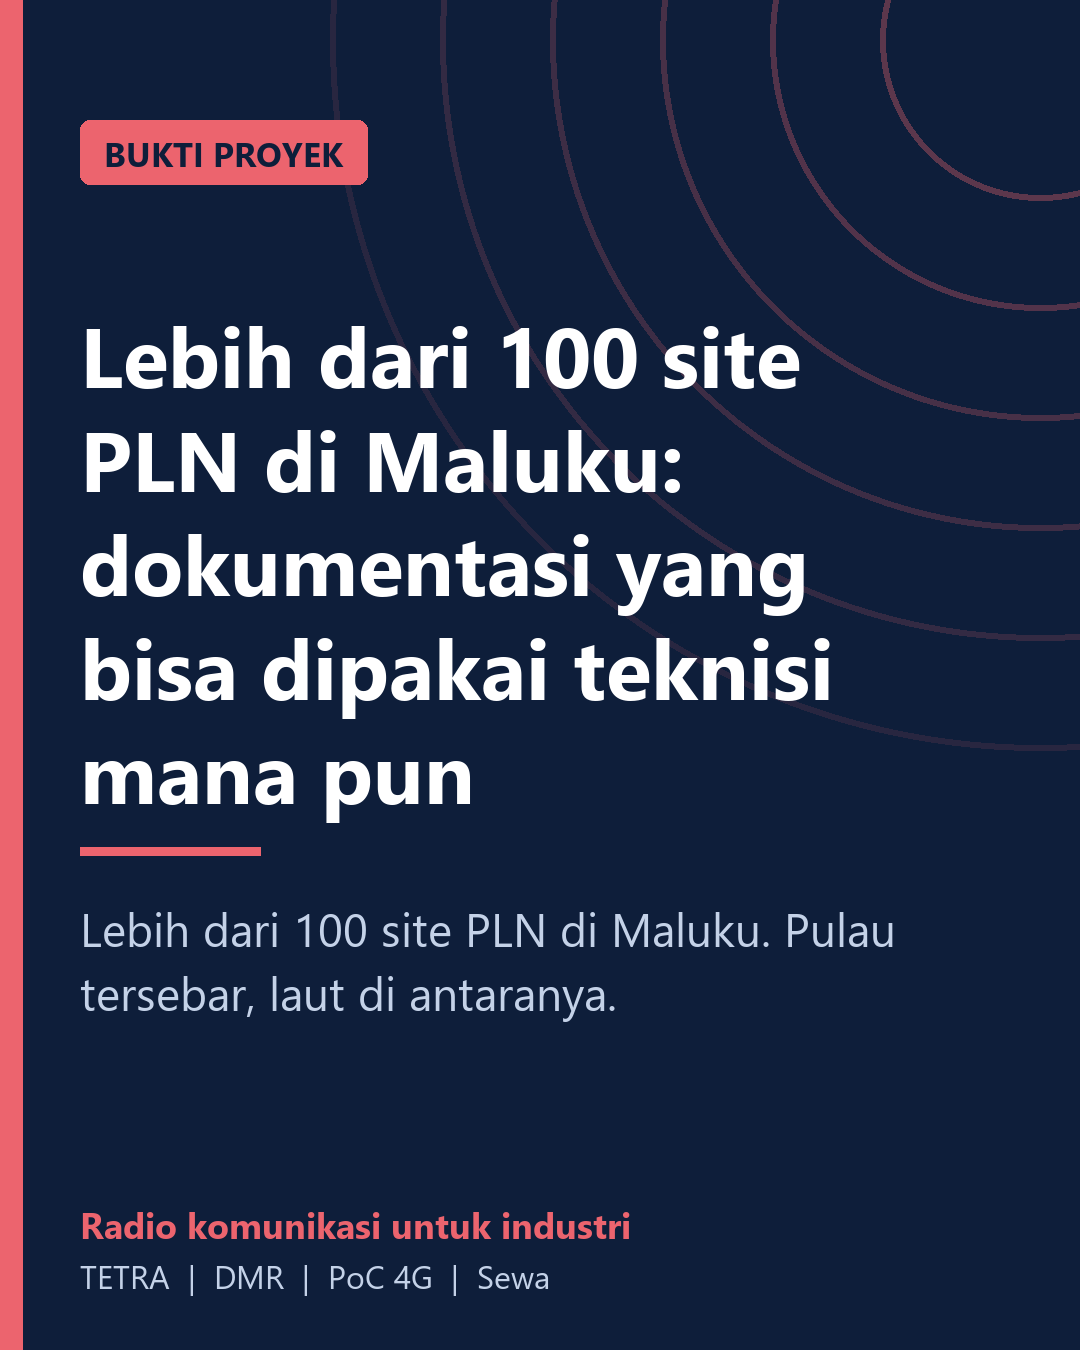 BUKTI PROYEK
Lebih dari 100 site
PLN di Maluku:
dokumentasi yang
bisa dipakai teknisi
mana pun
Lebih dari 100 site PLN di Maluku. Pulau
tersebar, laut di antaranya.
Radio komunikasi untuk industri
TETRA | DMR | PoC 4G | Sewa